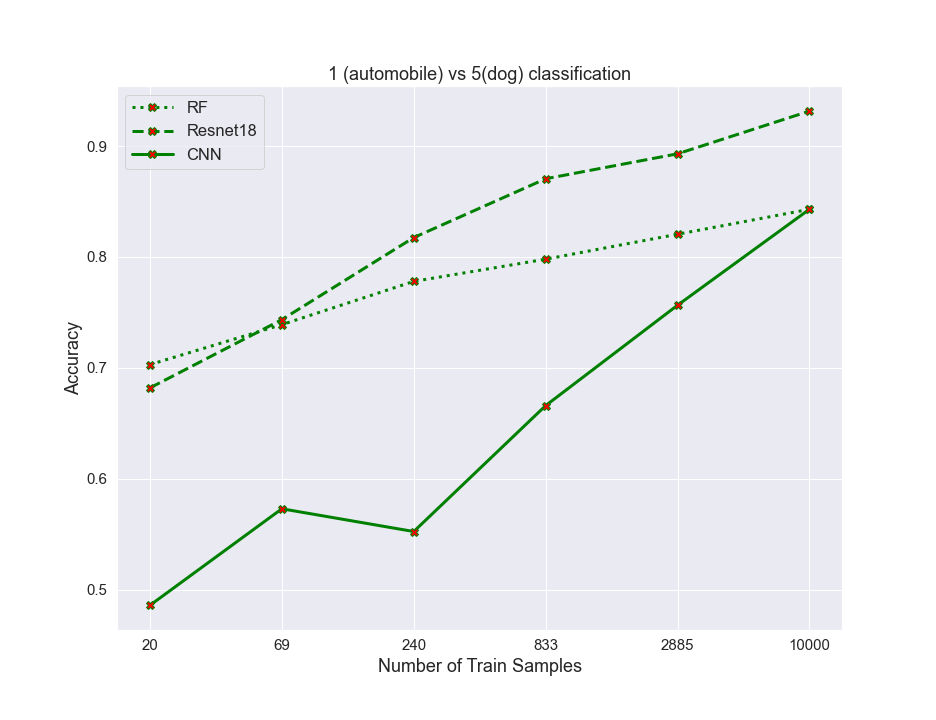 1 (automobile) vs 5(dog) classification
RF
Resnet18
CNN
0.9
0.8
0.7
0.6
0.5
Accuracy
20 69 240 833 2885 10000
Number of Train Samples